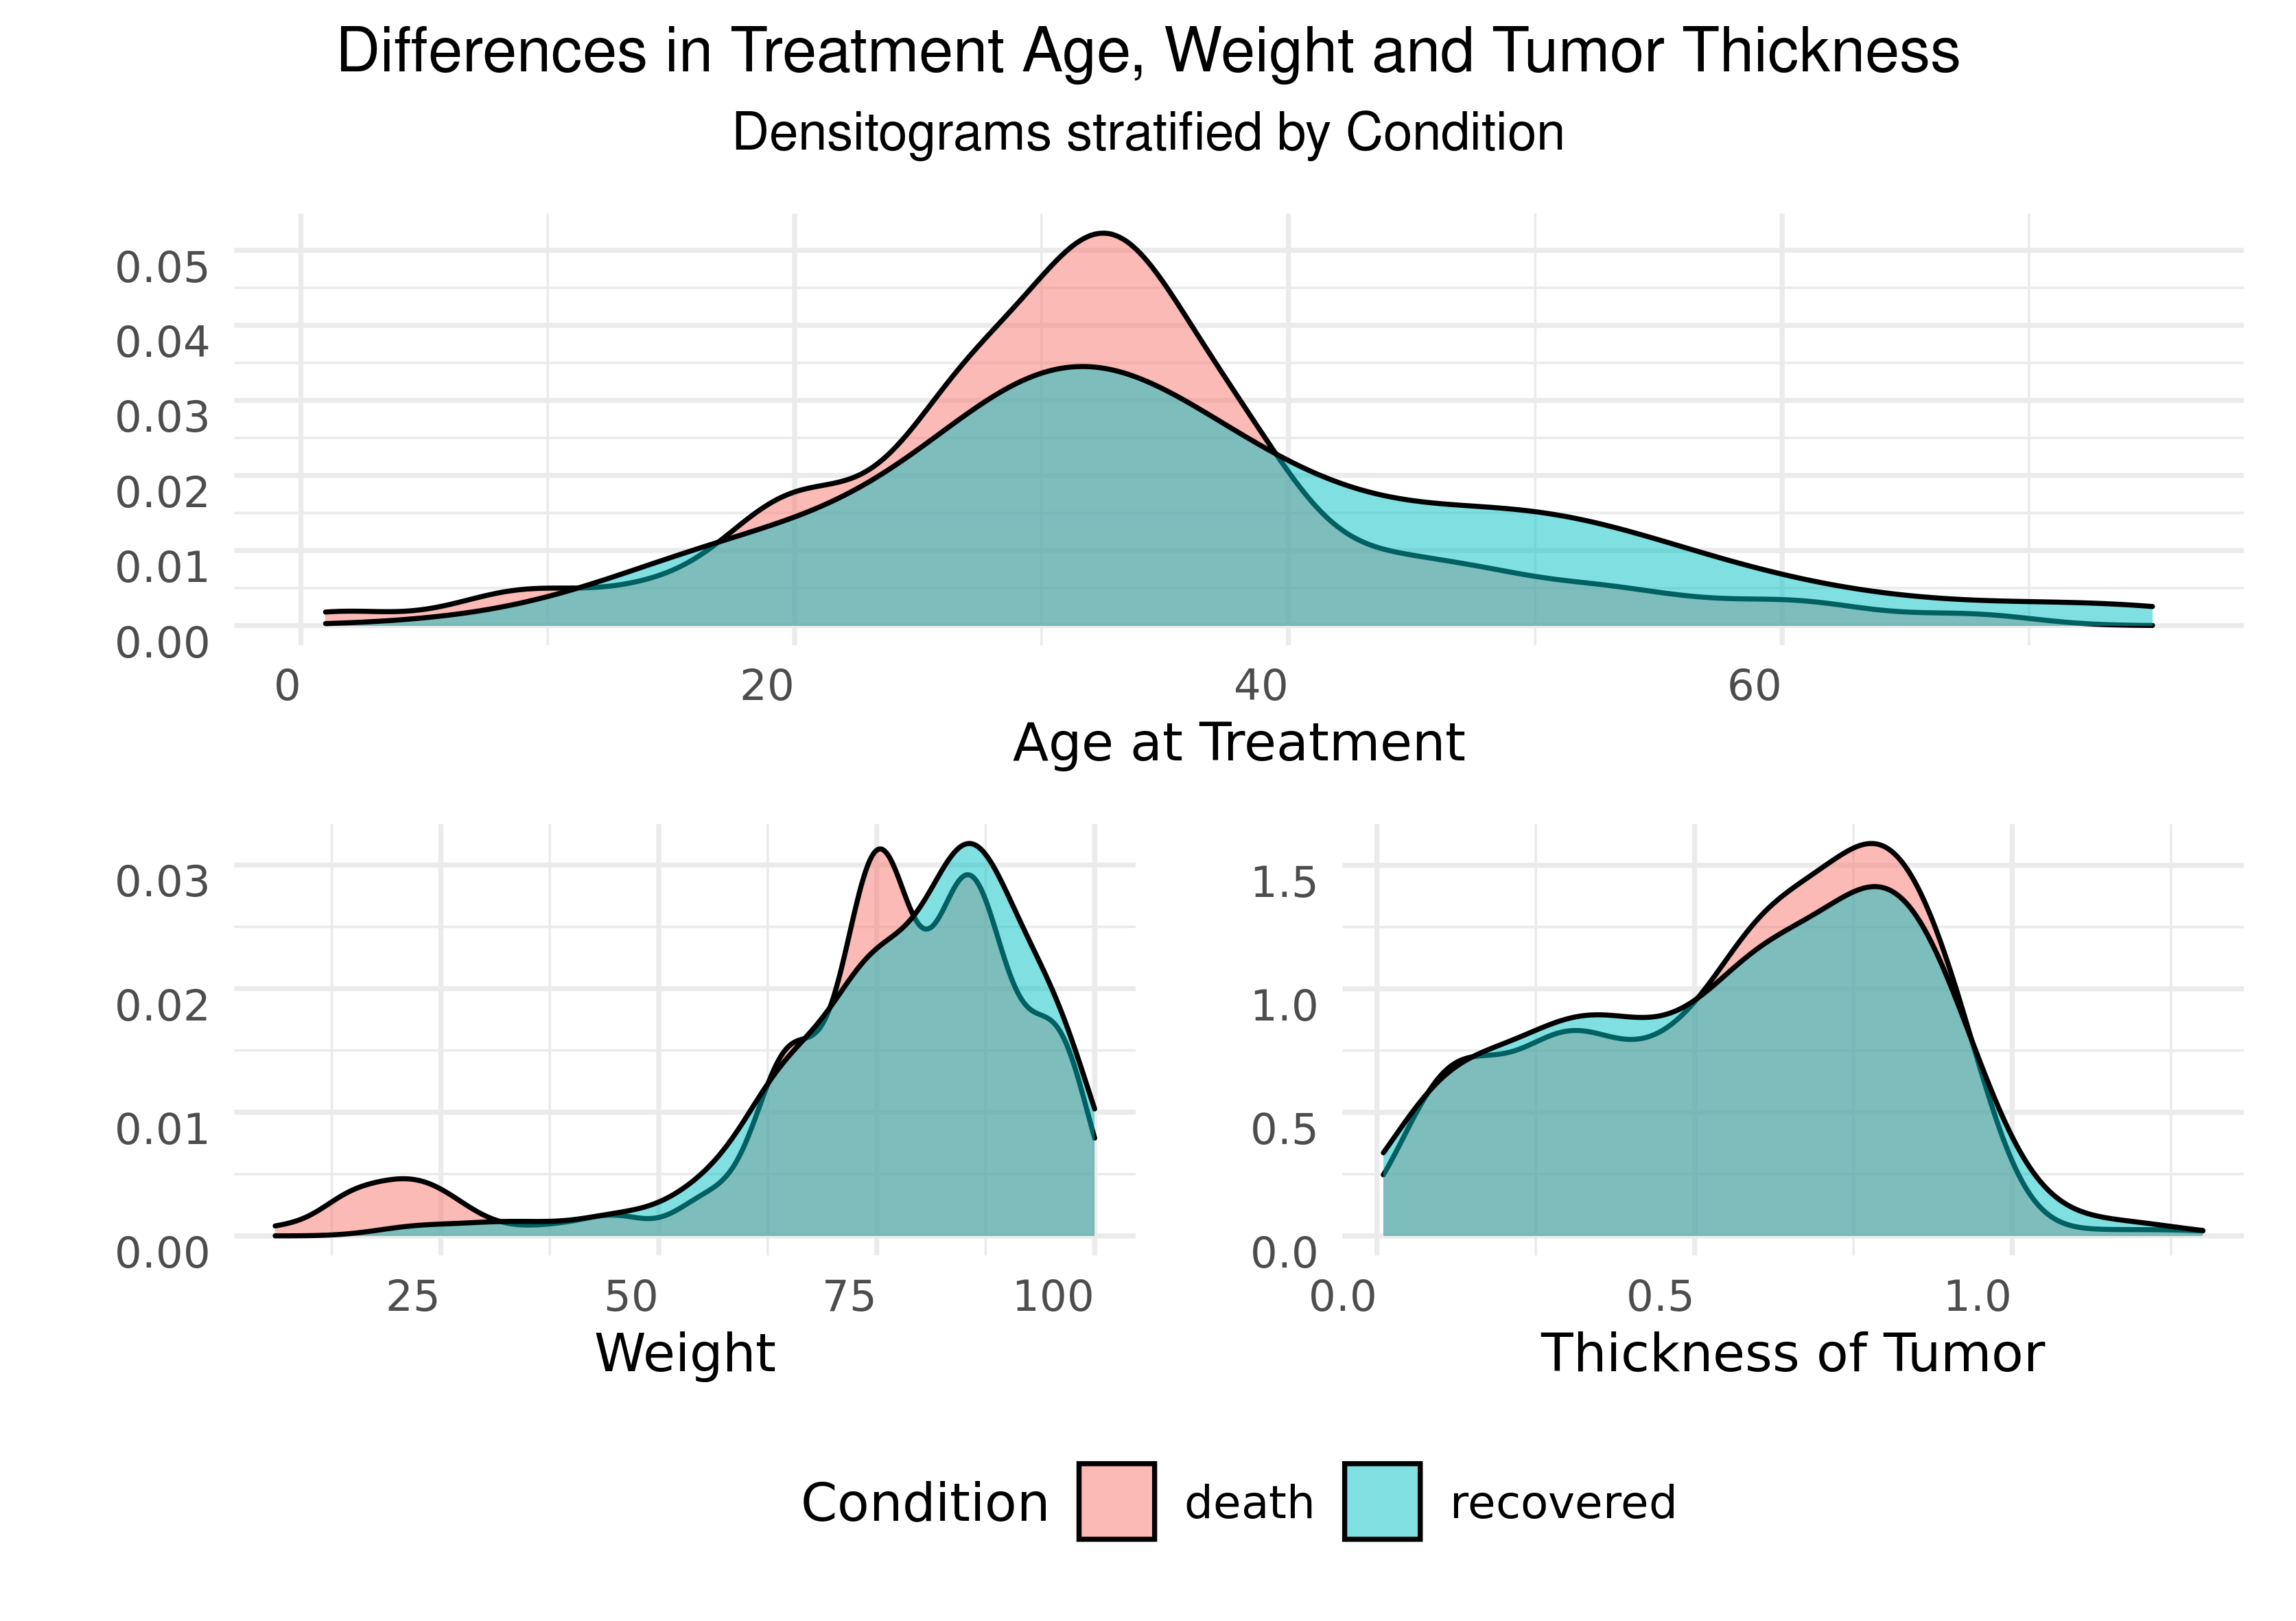 Differences in Treatment Age, Weight and Tumor Thickness
Densitograms stratified by Condition
0.05
0.04
0.03
0.02
0.01
0.00
0 20 40 60
Age at Treatment
0.03
0.02
0.01
0.00
25 50 75 100
Weight
1.5
1.0
0.5
0.0
0.0 0.5 1.0
Thickness of Tumor
Condition death recovered